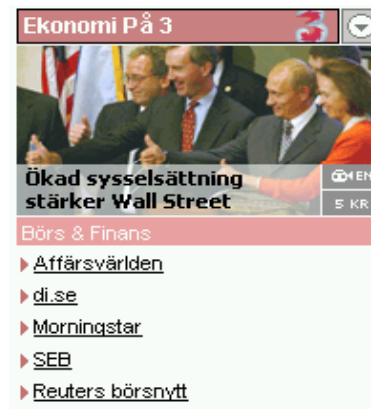 Ekonomi På 3
3
Ökad sysselsättning
stärker Wall Street
EN
5 KR
Börs & Finans
Affärsvärlden
di.se
Morningstar
SEB
Reuters börsnytt